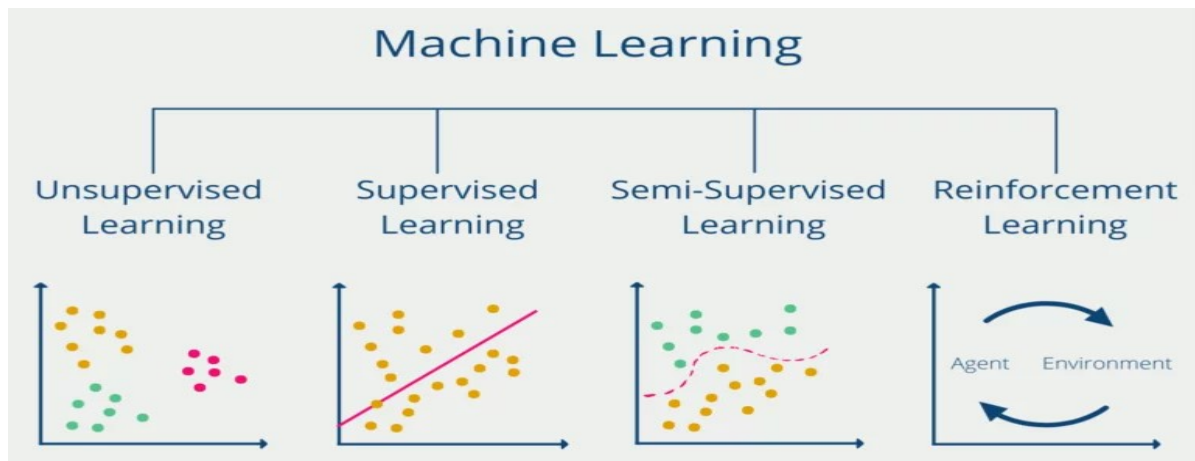 Machine Learning
Unsupervised
Learning
Supervised
Learning
Semi-Supervised
Learning
Reinforcement
Learning
Agent
Environment